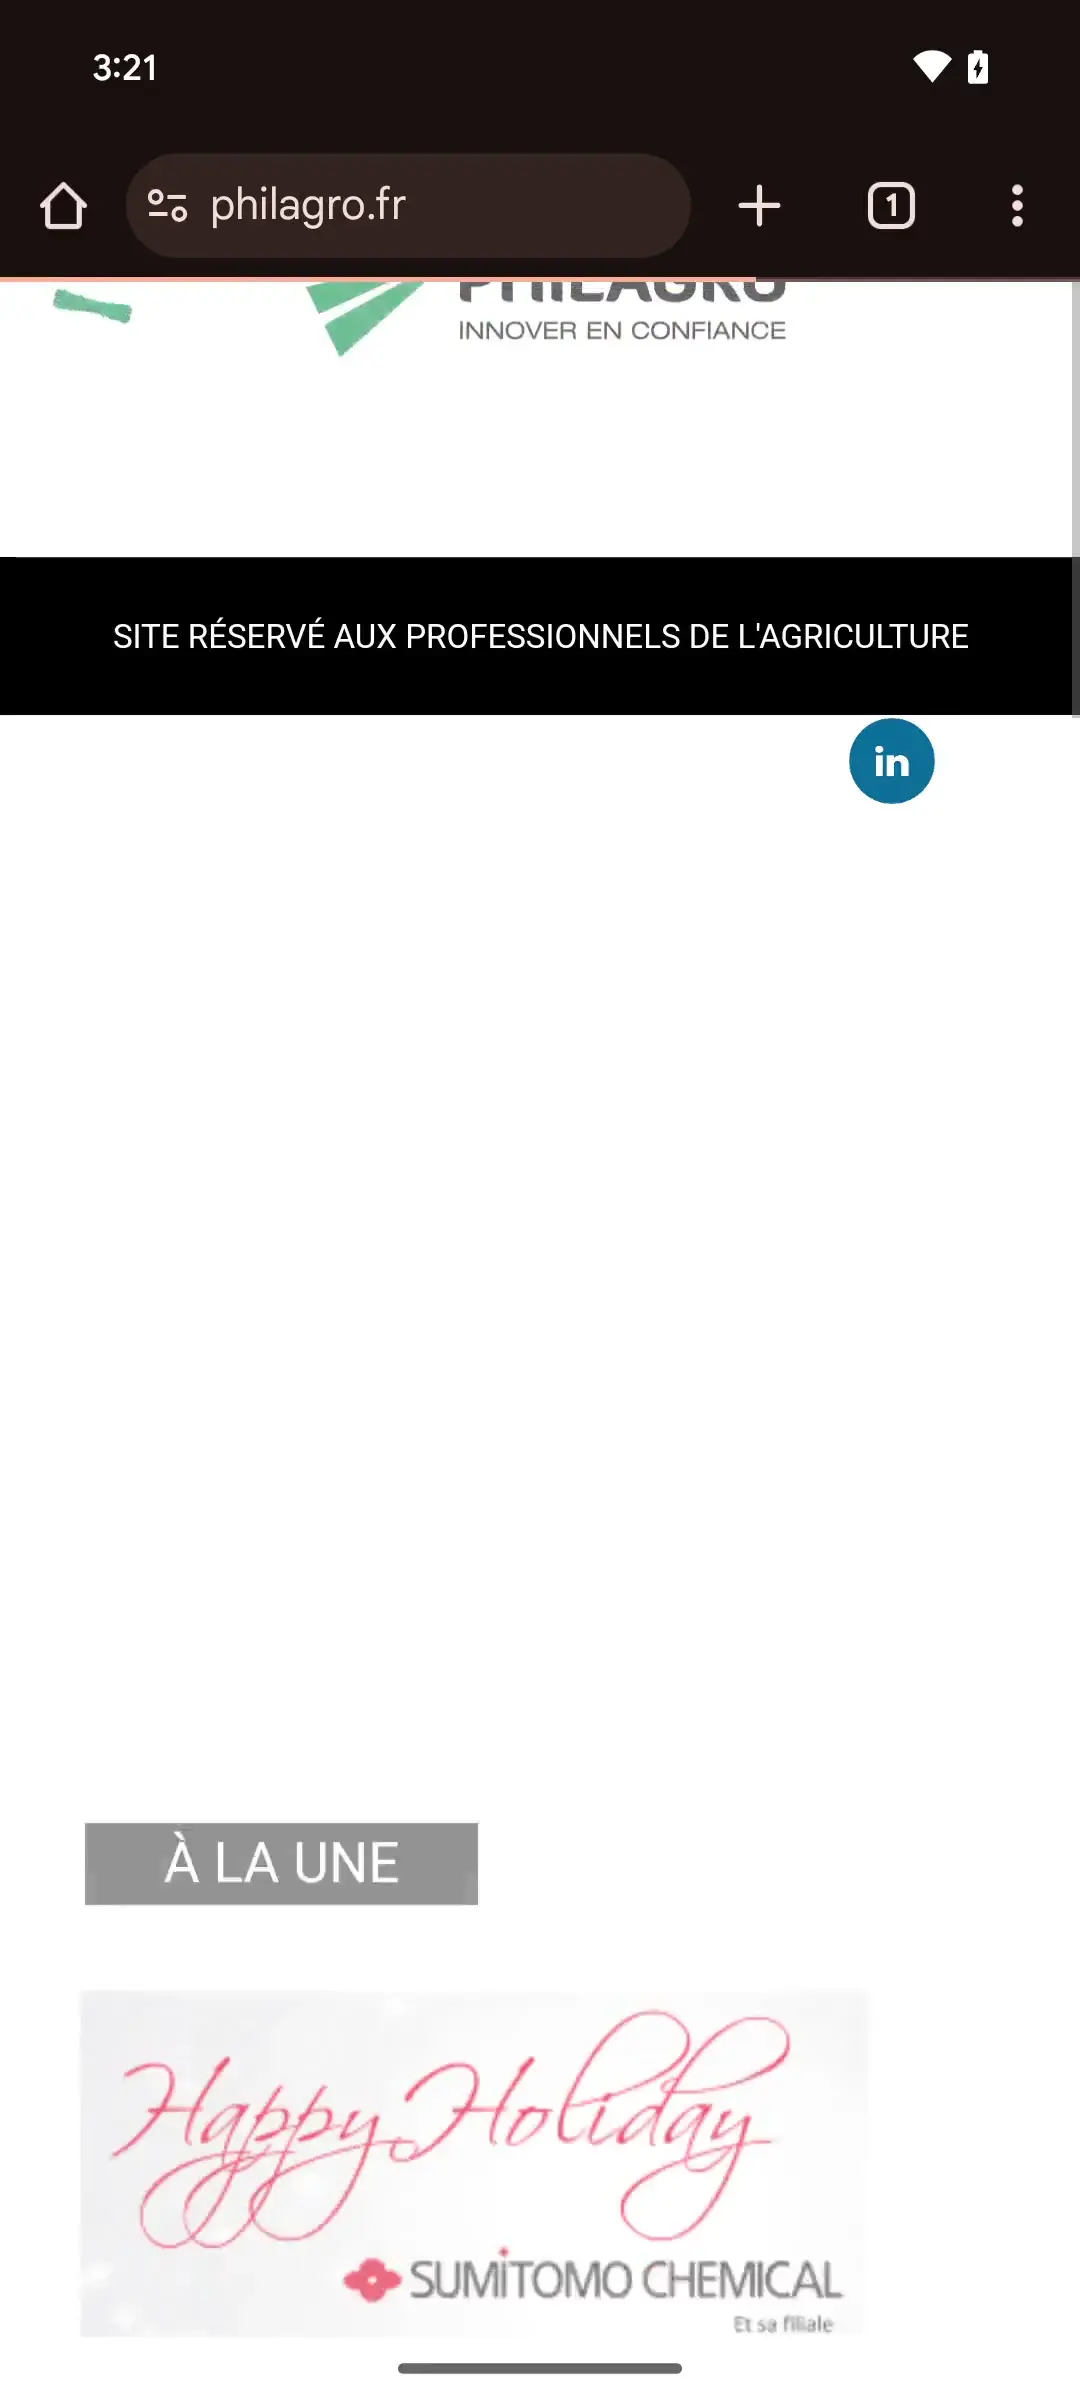 3:21
philagro.fr
1
PHILAGRO
INNOVER EN CONFIANCE
SITE RÉSERVÉ AUX PROFESSIONNELS DE L'AGRICULTURE
in
À LA UNE
Happy Holiday
SUMITOMO CHEMICAL
Et sa filiale